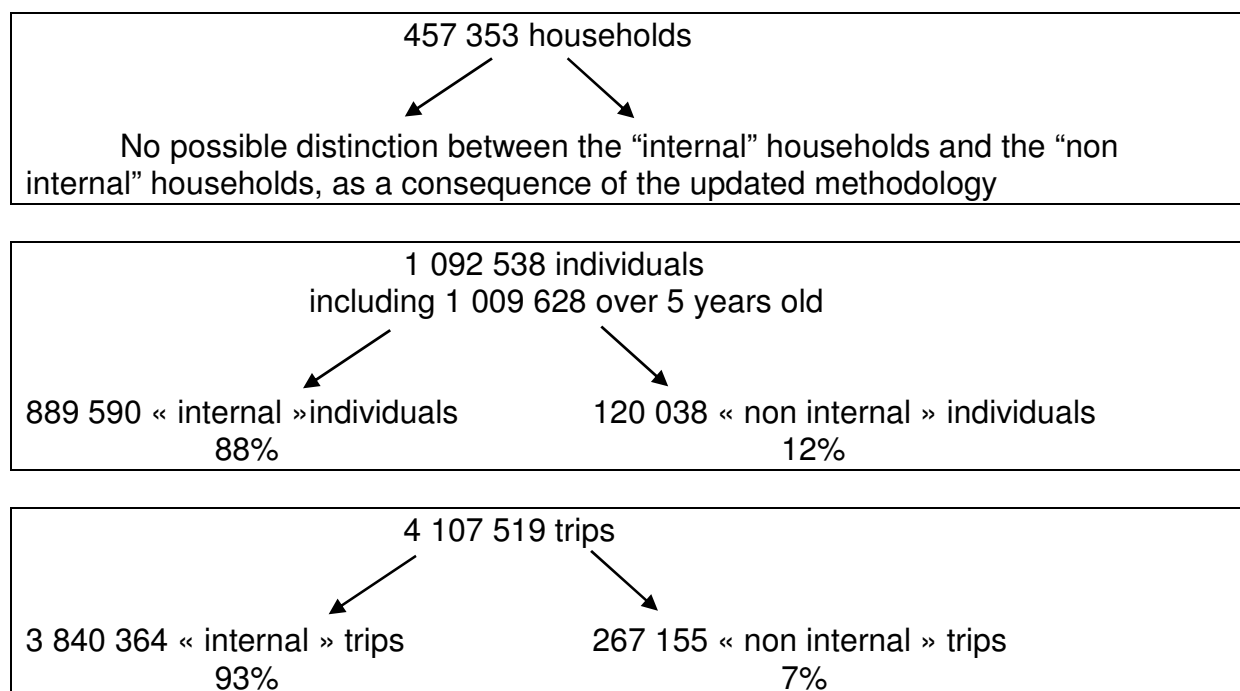 457 353 households
No possible distinction between the “internal” households and the “non
internal” households, as a consequence of the updated methodology
1 092 538 individuals
including 1 009 628 over 5 years old
889 590 « internal »individuals
120 038 « non internal » individuals
88%
12%
4 107 519 trips
3 840 364 « internal » trips
267 155 « non internal » trips
93%
7%